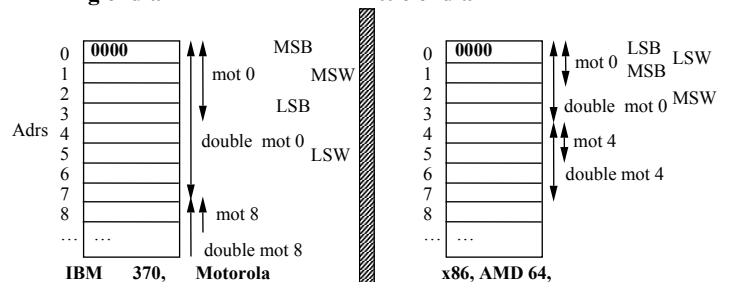 0 0000 MSB
mot 0
1 MSW
2
3 LSB
Adrs 4 double mot 0
5 LSW
6
7
8 mot 8
... ... double mot 8
IBM 370, Motorola
0 0000 LSB
mot 0 LSW
1 MSB
2
3 double mot 0 MSW
4 mot 4
5
6 double mot 4
7
8
... ...
x86, AMD 64,